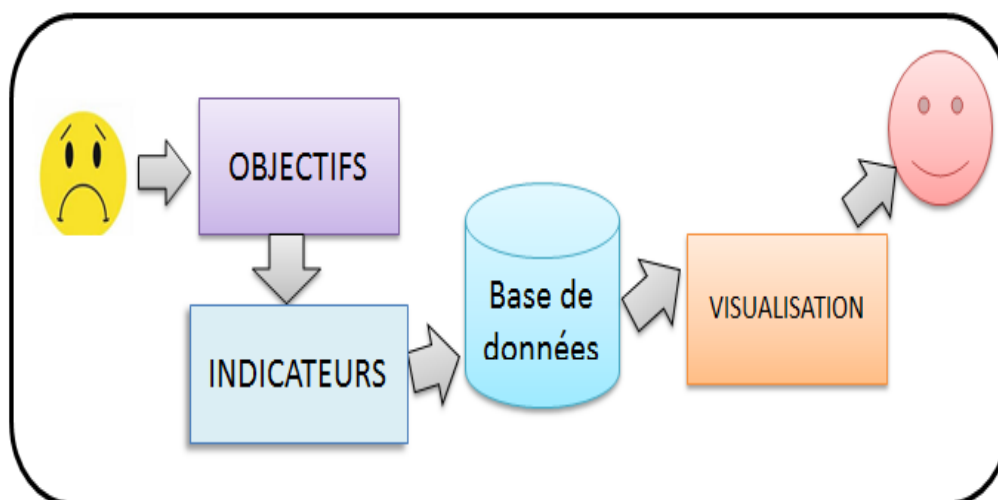 OBJECTIFS
INDICATEURS
Base de
données
VISUALISATION